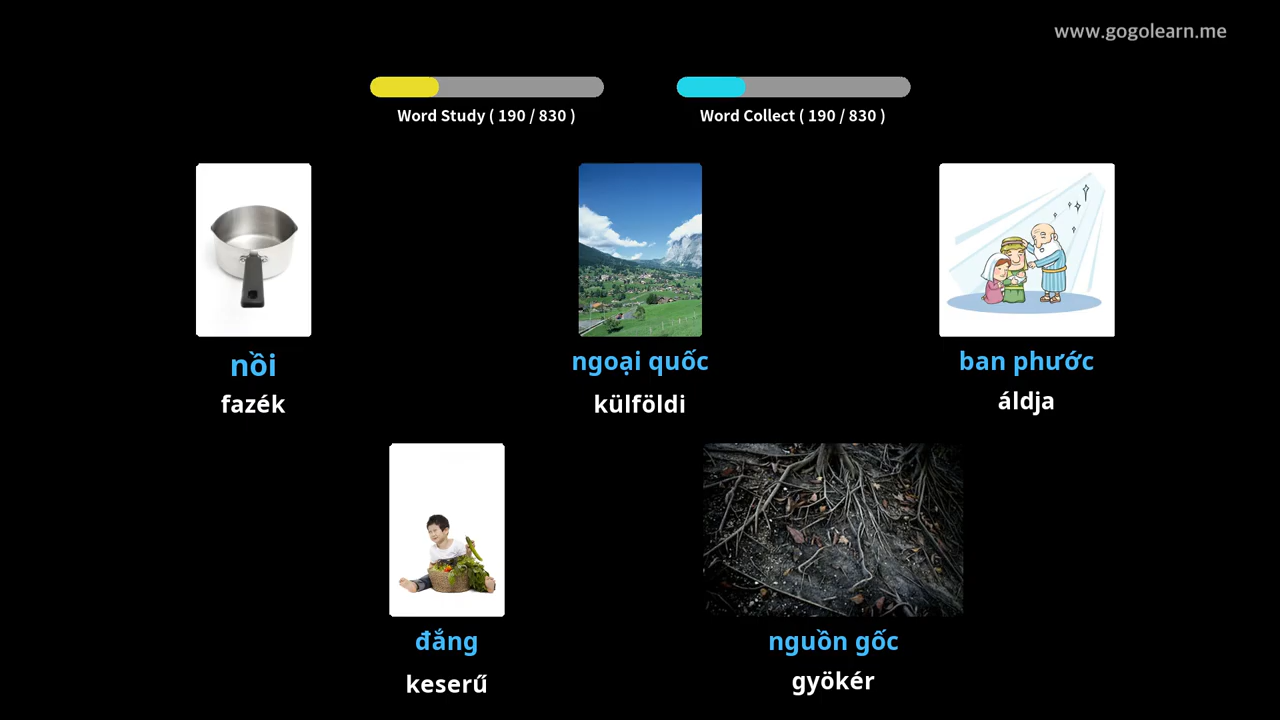 www.gogolearn.me
Word Study ( 190 / 830 )
Word Collect ( 190 / 830 )
nồi
fazék
ngoại quốc
külföldi
ban phước
áldja
đắng
keserű
nguồn gốc
gyökér